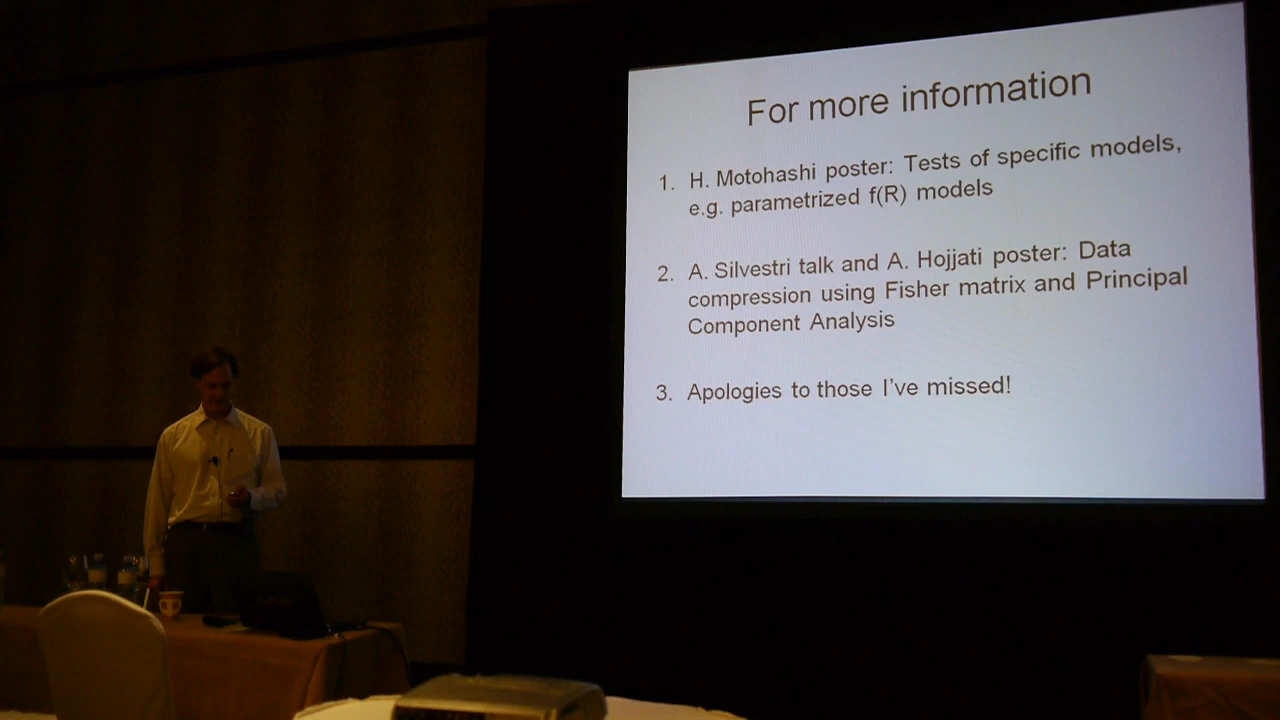 For more information
1. H. Motohashi poster: Tests of specific models,
e.g. parametrized f(R) models
2. A. Silvestri talk and A. Hojjati poster: Data
compression using Fisher matrix and Principal
Component Analysis
3. Apologies to those I've missed!